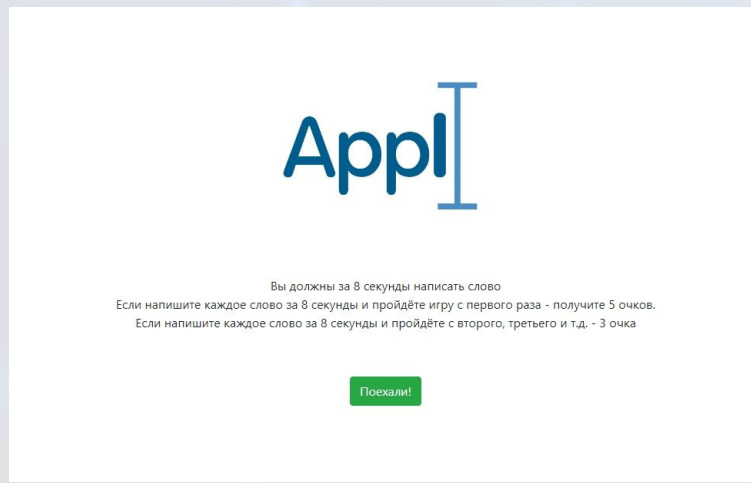 Appl
Вы должны за 8 секунды написать слово
Если напишите каждое слово за 8 секунды и пройдёте игру с первого раза - получите 5 очков.
Если напишите каждое слово за 8 секунды и пройдёте с второго, третьего и т.д. - 3 очка
Поехали!